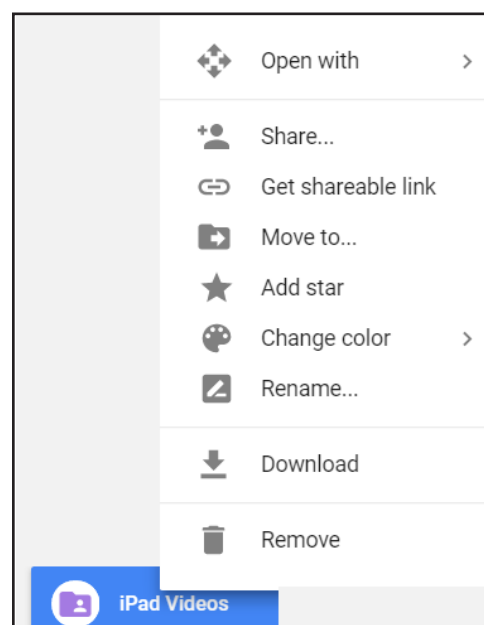 Open with
Share...
Get shareable link
Move to...
Add star
Change color
Rename...
Download
Remove
iPad Videos